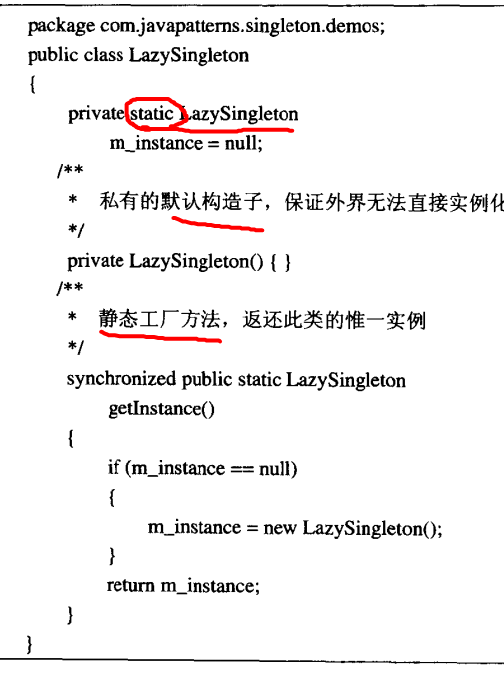 package com.javapatterns.singleton.demos;
public class LazySingleton
{
private static LazySingleton
m_instance = null;
/**
* 私有的默认构造子，保证外界无法直接实例化
*/
private LazySingleton() { }
/**
* 静态工厂方法，返还此类的惟一实例
*/
synchronized public static LazySingleton
getInstance()
{
if (m_instance == null)
{
m_instance = new LazySingleton();
}
return m_instance;
}
}